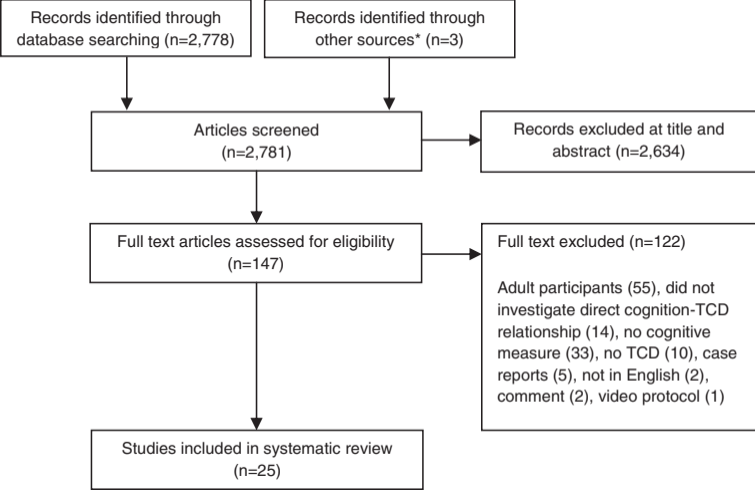 Records identified through
database searching (n=2,778)
Records identified through
other sources* (n=3)
Articles screened
(n=2,781)
Records excluded at title and
abstract (n=2,634)
Full text articles assessed for eligibility
(n=147)
Full text excluded (n=122)
Adult participants (55), did not
investigate direct cognition-TCD
relationship (14), no cognitive
measure (33), no TCD (10), case
reports (5), not in English (2),
comment (2), video protocol (1)
Studies included in systematic review
(n=25)